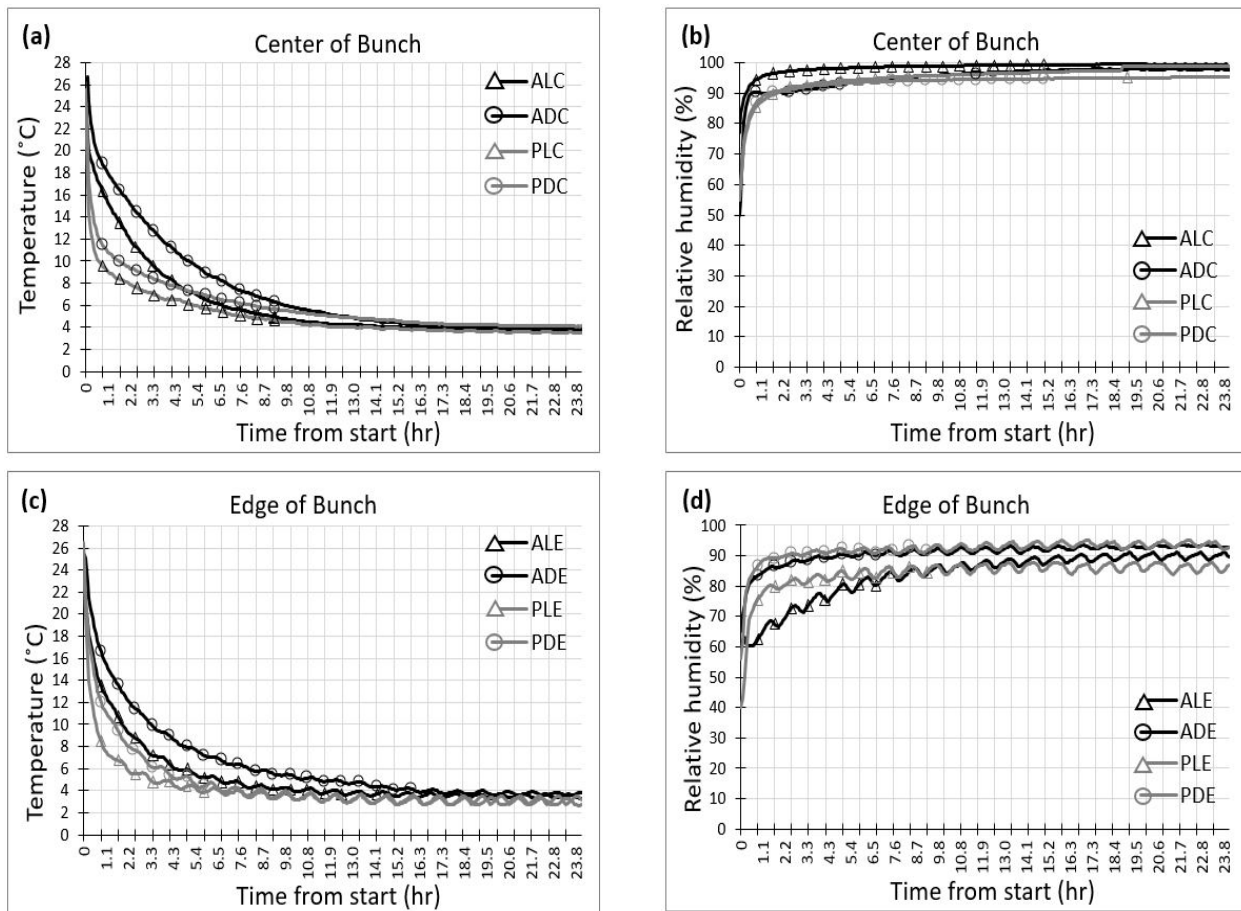 (a)
Center of Bunch
Temperature (˚C)
28
26
24
22
20
18
16
14
12
10
8
6
4
2
0
ALC
ADC
PLC
PDC
0 1.1 2.2 3.3 4.3 5.4 6.5 7.6 8.7 9.8 10.8 11.9 13.0 14.1 15.2 16.3 17.3 18.4 19.5 20.6 21.7 22.8 23.8
Time from start (hr)
(b)
Center of Bunch
Relative humidity (%)
100
90
80
70
60
50
40
30
20
10
0
ALC
ADC
PLC
PDC
0 1.1 2.2 3.3 4.3 5.4 6.5 7.6 8.7 9.8 10.8 11.9 13.0 14.1 15.2 16.3 17.3 18.4 19.5 20.6 21.7 22.8 23.8
Time from start (hr)
(c)
Edge of Bunch
Temperature (˚C)
28
26
24
22
20
18
16
14
12
10
8
6
4
2
0
ALE
ADE
PLE
PDE
0 1.1 2.2 3.3 4.3 5.4 6.5 7.6 8.7 9.8 10.8 11.9 13.0 14.1 15.2 16.3 17.3 18.4 19.5 20.6 21.7 22.8 23.8
Time from start (hr)
(d)
Edge of Bunch
Relative humidity (%)
100
90
80
70
60
50
40
30
20
10
0
ALE
ADE
PLE
PDE
0 1.1 2.2 3.3 4.3 5.4 6.5 7.6 8.7 9.8 10.8 11.9 13.0 14.1 15.2 16.3 17.3 18.4 19.5 20.6 21.7 22.8 23.8
Time from start (hr)